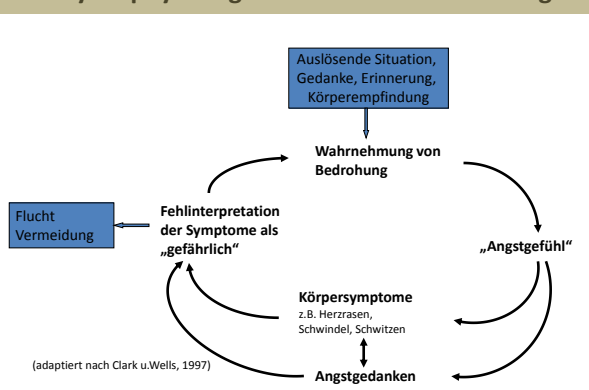 Auslösende Situation,
Gedanke, Erinnerung,
Körperempfindung
Wahrnehmung von
Bedrohung
Fehlinterpretation
der Symptome als
„gefährlich“
Flucht
Vermeidung
„Angstgefühl“
Körpersymptome
z.B. Herzrasen,
Schwindel, Schwitzen
(adaptiert nach Clark u.Wells, 1997)
Angstgedanken